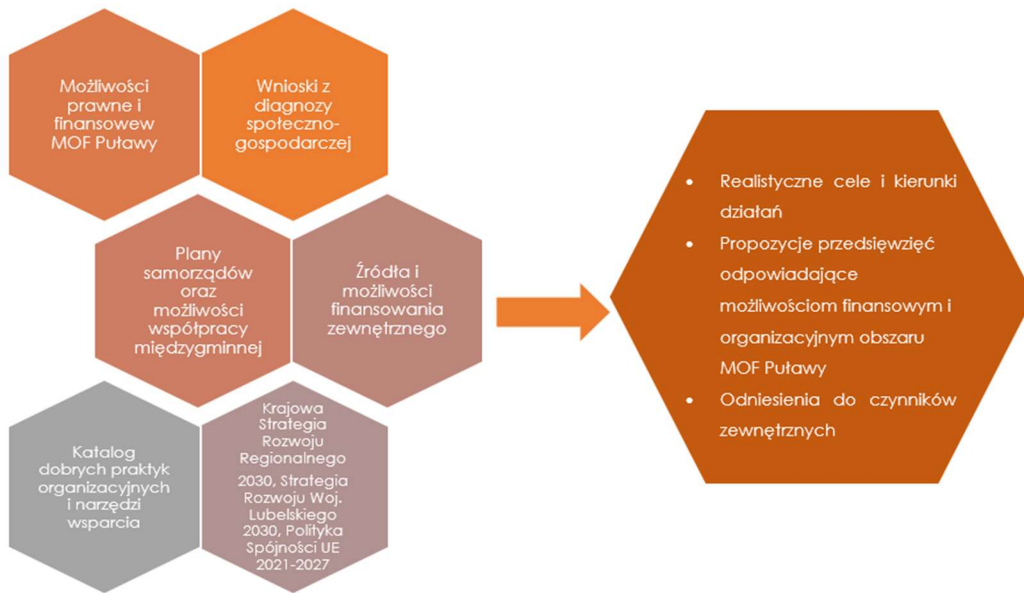 Możliwości
prawne i
finansowew
MOF Puławy
Wnioski z
diagnozy
społeczno-
gospodarczej
Plany
samorządów
oraz
możliwości
współpracy
międzygminnej
Źródła i
możliwości
finansowania
zewnętrznego
Katalog
dobrych praktyk
organizacyjnych
i narzędzi
wsparcia
Krajowa
Strategia
Rozwoju
Regionalnego
2030, Strategia
Rozwoju Woj.
Lubelskiego
2030, Polityka
Spójności UE
2021-2027
• Realistyczne cele i kierunki
działań
• Propozycje przedsięwzięć
odpowiadające
możliwościom finansowym i
organizacyjnym obszaru
MOF Puławy
• Odniesienia do czynników
zewnętrznych